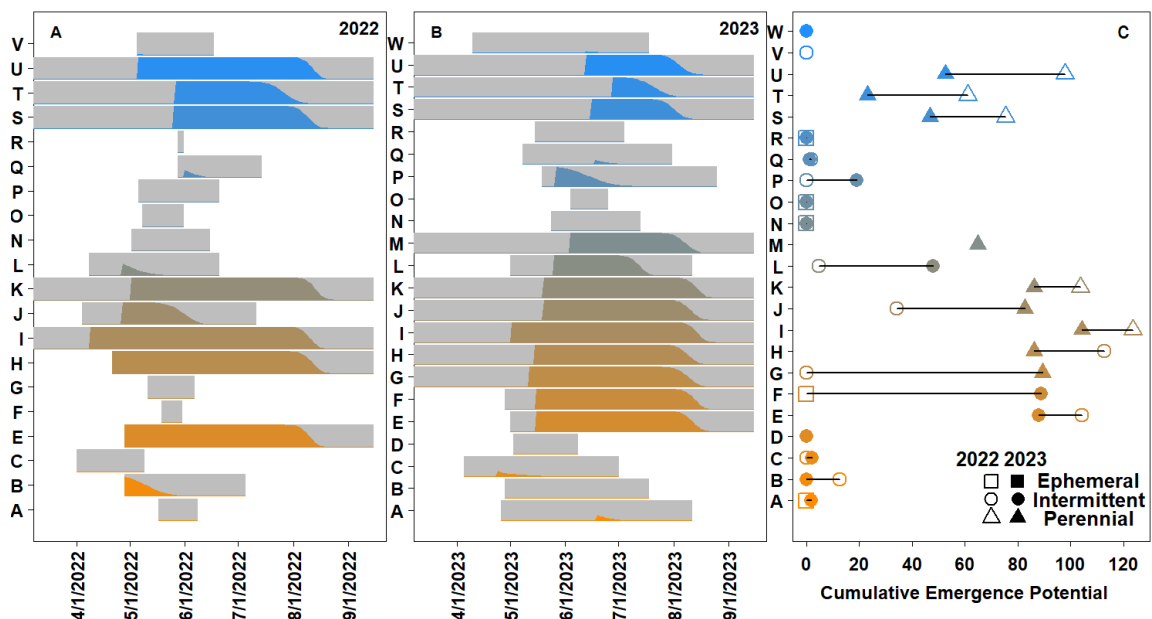 A 2022
V
U
T
S
R
Q
P
O
N
L
K
J
I
H
G
F
E
C
B
A
4/1/2022
5/1/2022
6/1/2022
7/1/2022
8/1/2022
9/1/2022
B 2023
W
U
T
S
R
Q
P
O
N
M
L
K
J
I
H
G
F
E
D
C
B
A
4/1/2023
5/1/2023
6/1/2023
7/1/2023
8/1/2023
9/1/2023
C
W
V
U
T
S
R
Q
P
O
N
M
L
K
J
I
H
G
F
E
D
C
B
A
2022 2023
Ephemeral
Intermittent
Perennial
0 20 40 60 80 100 120
Cumulative Emergence Potential